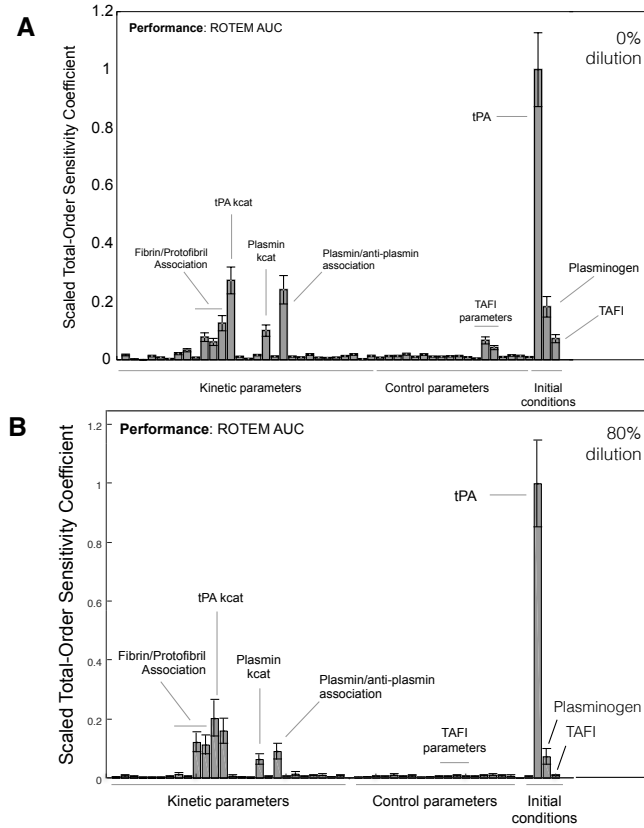 A
Performance: ROTEM AUC
0%
dilution
Scaled Total-Order Sensitivity Coefficient
1.2
1
0.8
0.6
0.4
0.2
0
tPA
tPA kcat
Fibrin/Protofibril
Association
Plasmin
kcat
Plasmin/anti-plasmin
association
TAFI
parameters
Plasminogen
TAFI
Kinetic parameters
Control parameters
Initial
conditions
B
Performance: ROTEM AUC
80%
dilution
Scaled Total-Order Sensitivity Coefficient
1.2
1
0.8
0.6
0.4
0.2
0
tPA
tPA kcat
Fibrin/Protofibril
Association
Plasmin
kcat
Plasmin/anti-plasmin
association
TAFI
parameters
Plasminogen
TAFI
Kinetic parameters
Control parameters
Initial
conditions